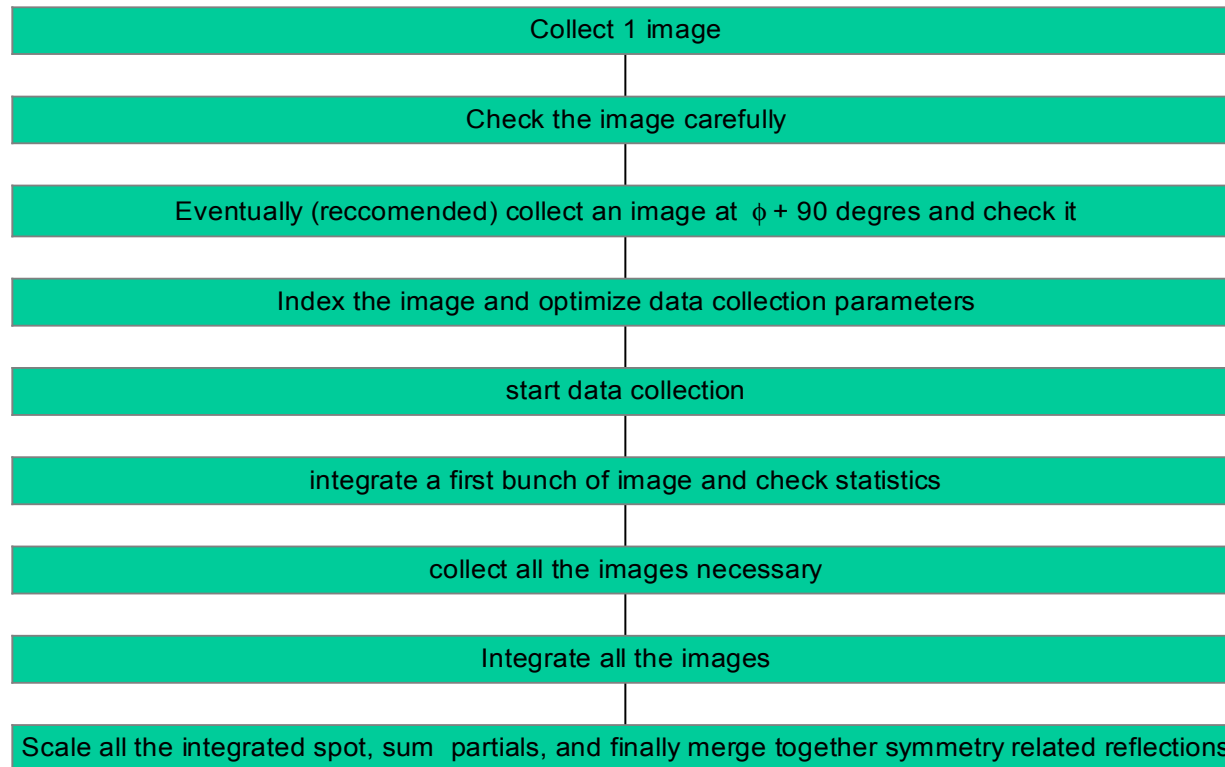 Collect 1 image
Check the image carefully
Eventually (reccomended) collect an image at ϕ + 90 degres and check it
Index the image and optimize data collection parameters
start data collection
integrate a first bunch of image and check statistics
collect all the images necessary
Integrate all the images
Scale all the integrated spot, sum partials, and finally merge together symmetry related reflections